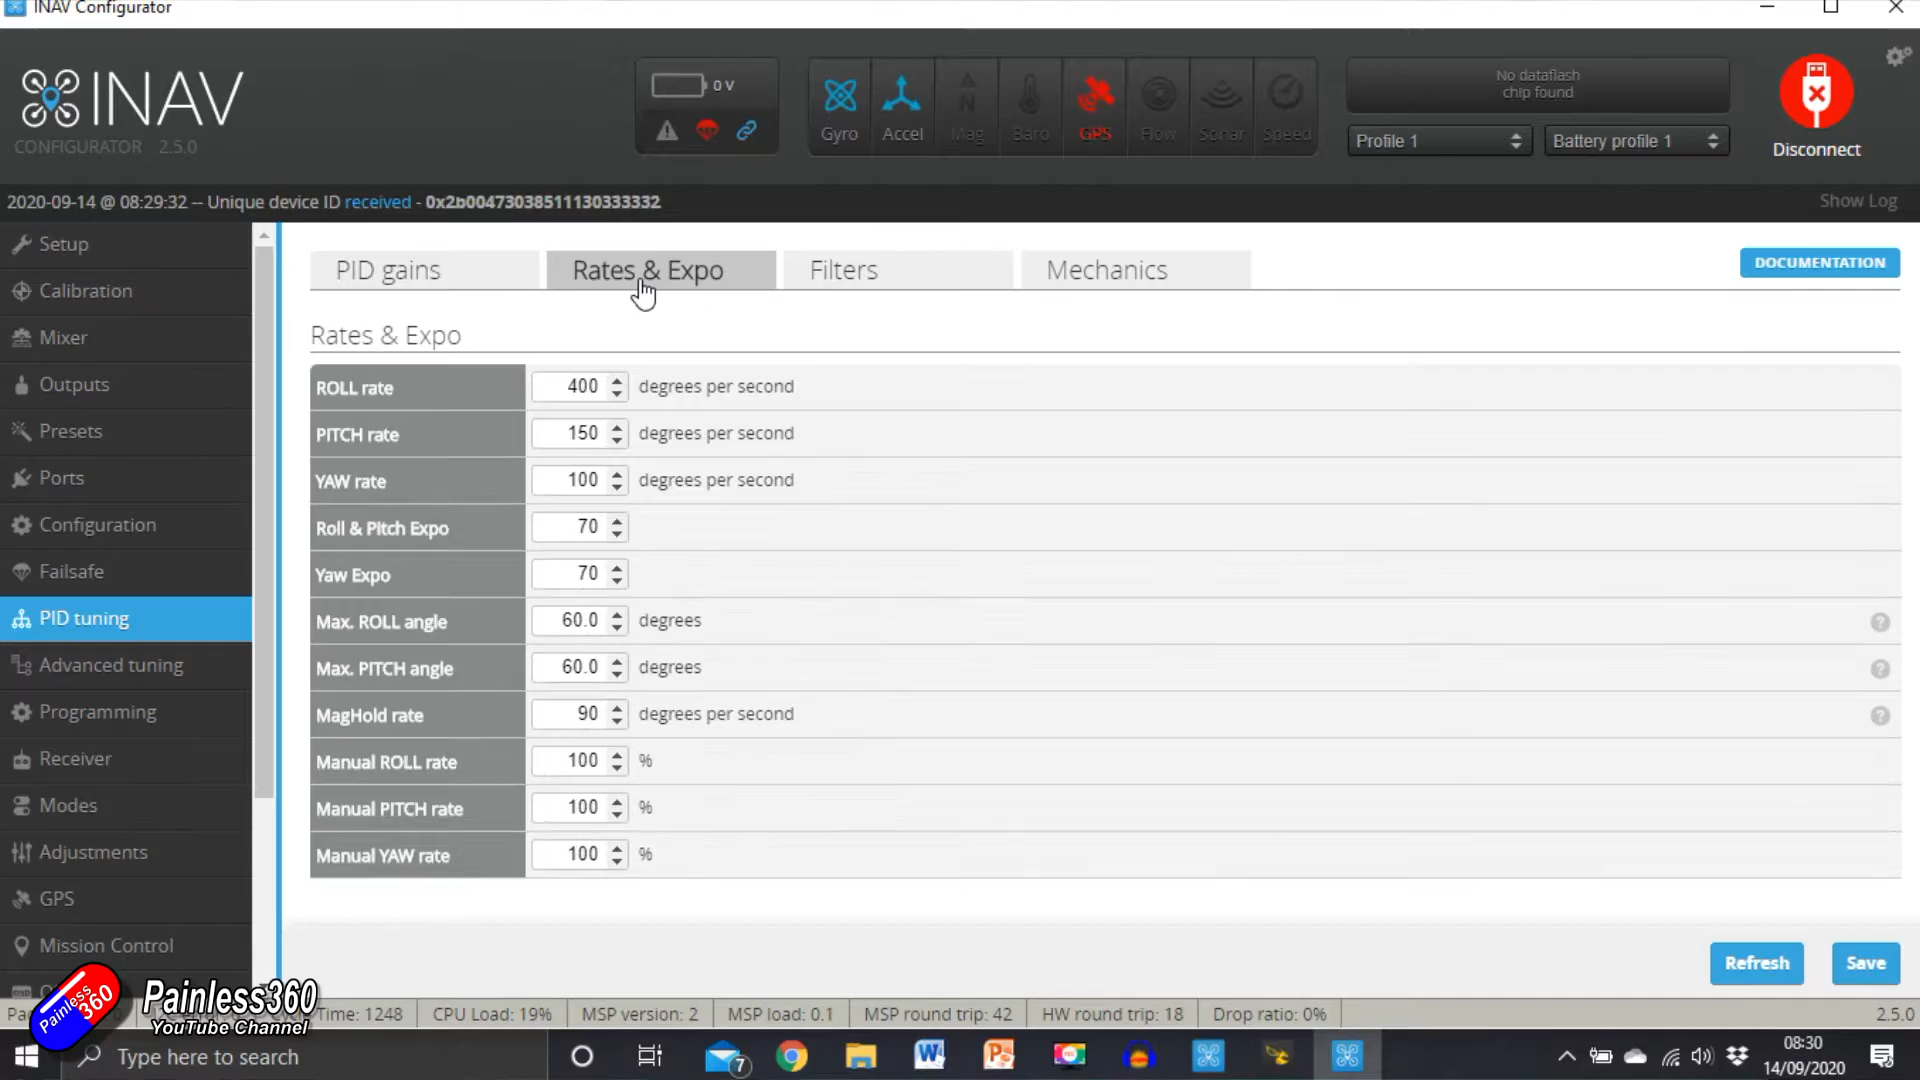 INAV Configurator
INAV
CONFIGURATOR 2.5.0
0 V
Gyro
Accel
Mag
Baro
GPS
Flow
Sonar
Speed
No dataflash
chip found
Profile 1
Battery profile 1
Disconnect
2020-09-14 @ 08:29:32 -- Unique device ID received - 0x2b00473038511130333332
Show Log
Setup
Calibration
Mixer
Outputs
Presets
Ports
Configuration
Failsafe
PID tuning
Advanced tuning
Programming
Receiver
Modes
Adjustments
GPS
Mission Control
PID gains
Rates & Expo
Filters
Mechanics
DOCUMENTATION
Rates & Expo
ROLL rate 400 degrees per second
PITCH rate 150 degrees per second
YAW rate 100 degrees per second
Roll & Pitch Expo 70
Yaw Expo 70
Max. ROLL angle 60.0 degrees ?
Max. PITCH angle 60.0 degrees ?
MagHold rate 90 degrees per second ?
Manual ROLL rate 100 %
Manual PITCH rate 100 %
Manual YAW rate 100 %
Refresh
Save
Painless360
Painless360
YouTube Channel
Time: 1248
CPU Load: 19%
MSP version: 2
MSP load: 0.1
MSP round trip: 42
HW round trip: 18
Drop ratio: 0%
2.5.0
Type here to search
7
08:30
14/09/2020